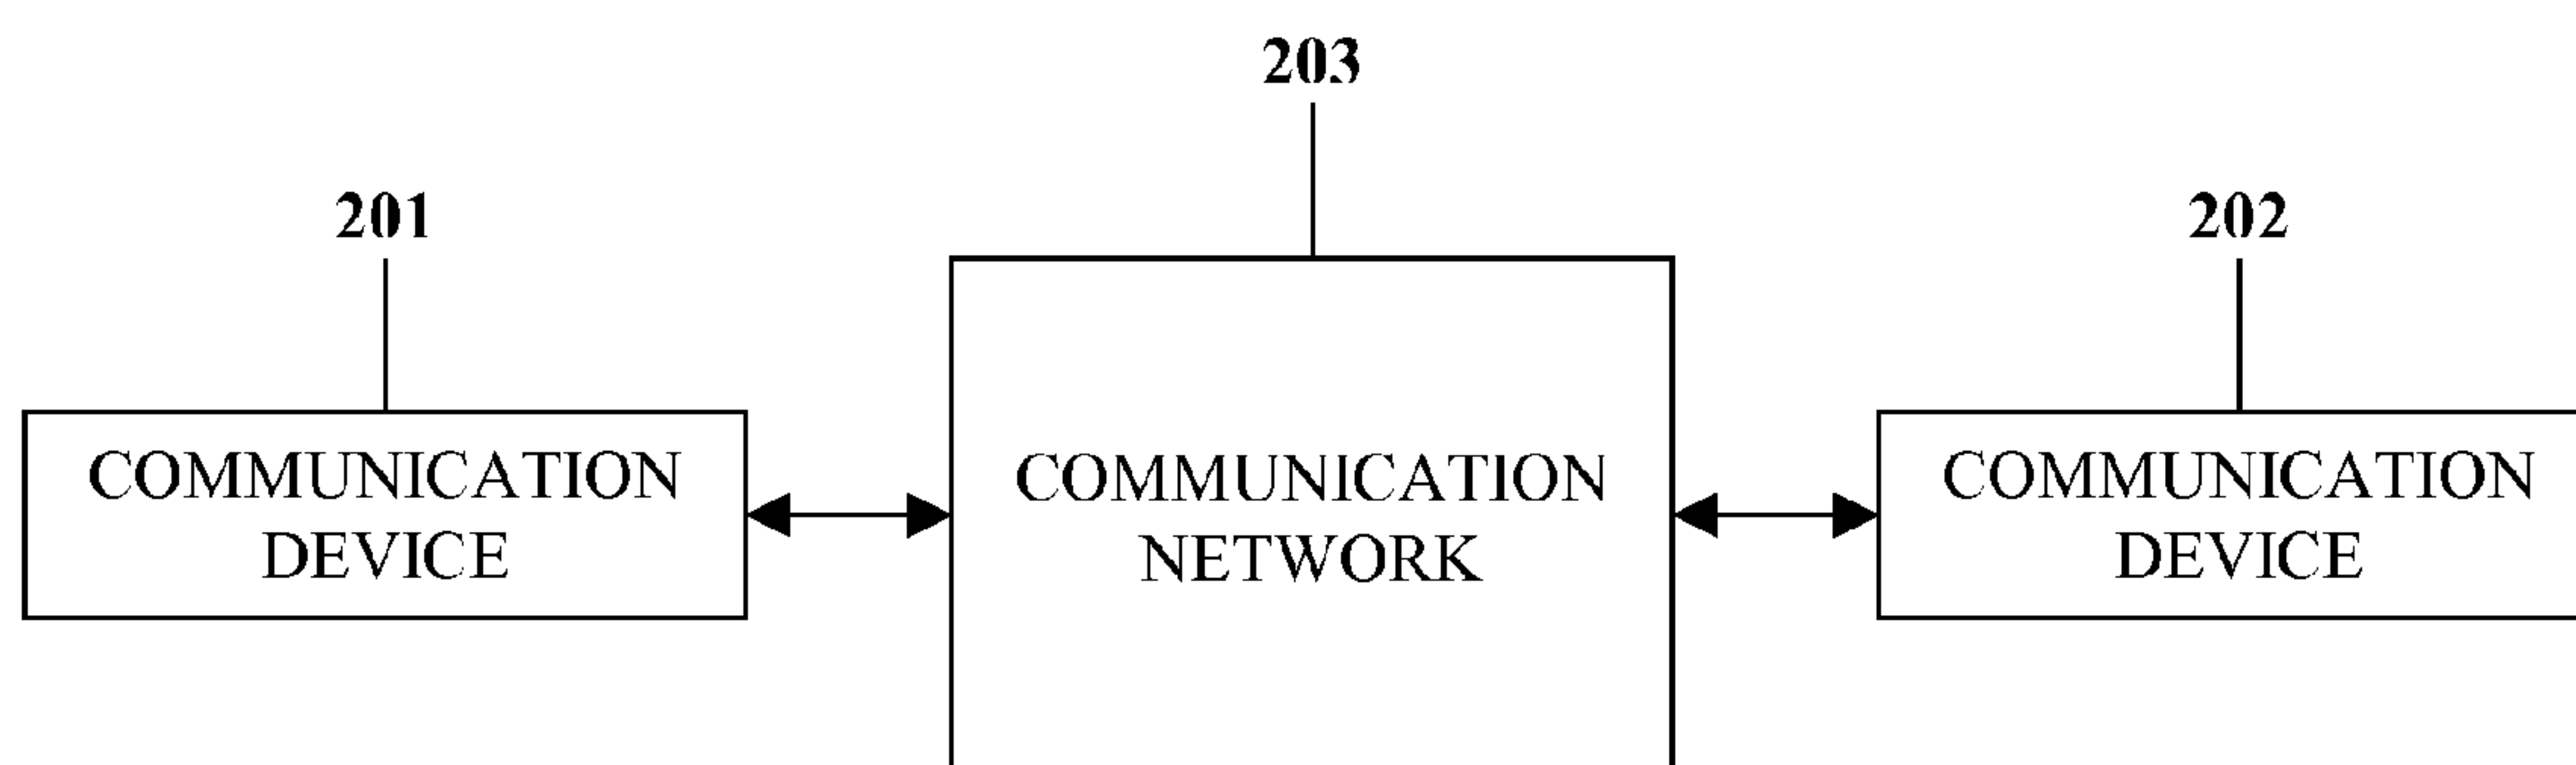 203
201
202
COMMUNICATION
DEVICE
COMMUNICATION
NETWORK
COMMUNICATION
DEVICE